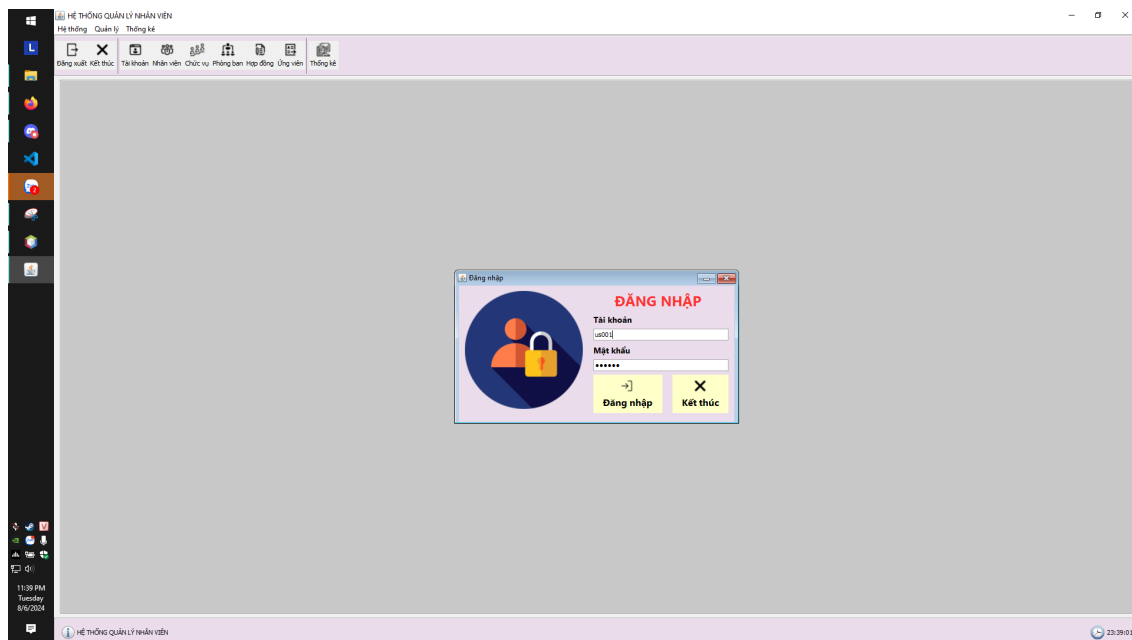 HỆ THỐNG QUẢN LÝ NHÂN VIÊN
Hệ thống Quản lý Thống kê
Đăng xuất Kết thúc Tài khoản Nhân viên Chức vụ Phòng ban Hợp đồng Ứng viên Thống kê
L
2
Đăng nhập
ĐĂNG NHẬP
Tài khoản
us001
Mật khẩu
••••••
Đăng nhập Kết thúc
V
11:39 PM
Tuesday
8/6/2024
HỆ THỐNG QUẢN LÝ NHÂN VIÊN
23:39:01